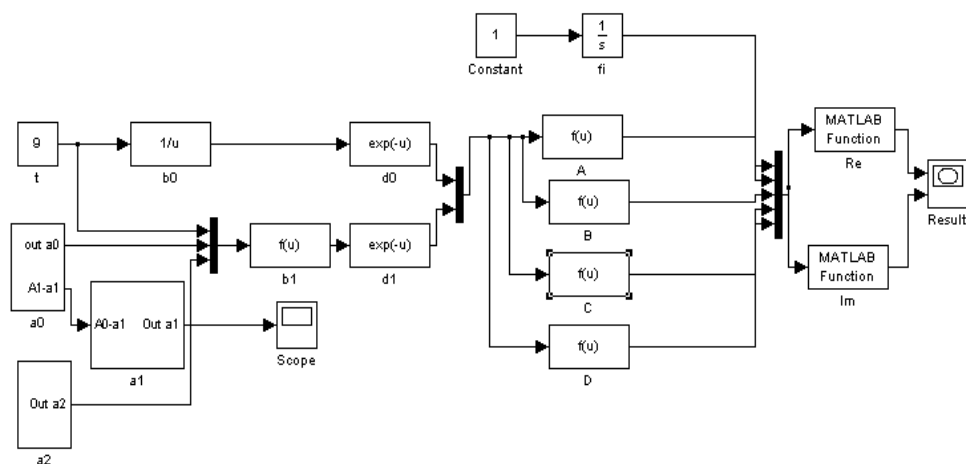 1
Constant
1
s
fi
9
t
1/u
b0
exp(-u)
d0
f(u)
A
MATLAB
Function
Re
Result
f(u)
B
out a0
A1-a1
a0
f(u)
b1
exp(-u)
d1
f(u)
C
MATLAB
Function
Im
A0-a1
Out a1
a1
Scope
f(u)
D
Out a2
a2